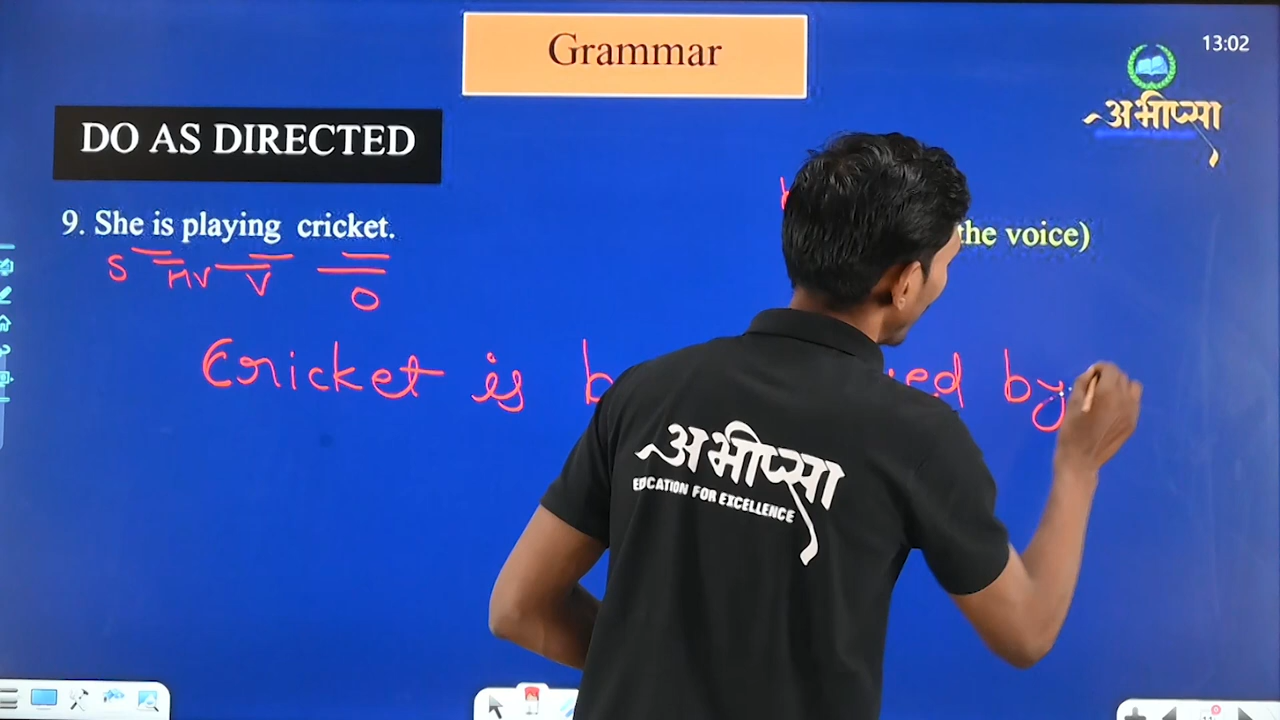 Grammar
13:02
अभीप्सा
DO AS DIRECTED
9. She is playing cricket.
the voice)
S HV V O
Cricket is by
अभीप्सा
EDUCATION FOR EXCELLENCE